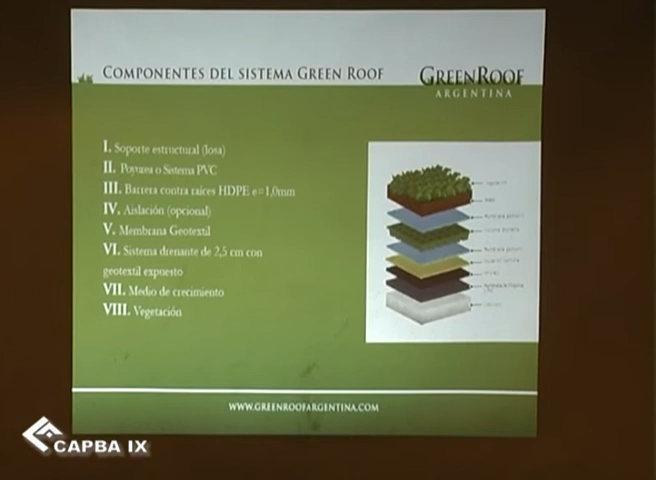 COMPONENTES DEL SISTEMA GREEN ROOF
GREENROOF
ARGENTINA
I. Soporte estructural (losa)
II. Poyurea o Sistema PVC
III. Barrera contra raíces HDPE e=1,0mm
IV. Aislación (opcional)
V. Membrana Geotextil
VI. Sistema drenante de 2,5 cm con
geotextil expuesto
VII. Medio de crecimiento
VIII. Vegetación
WWW.GREENROOFARGENTINA.COM
CAPBA IX